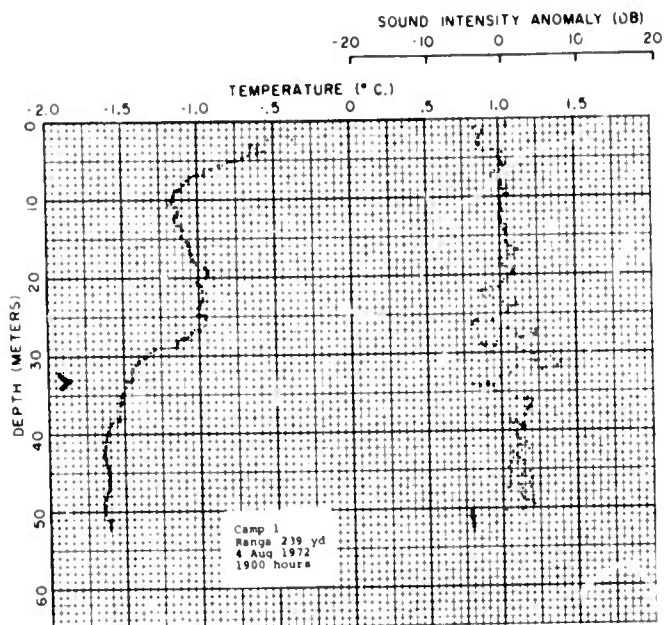 SOUND INTENSITY ANOMALY (DB)
-20 -10 0 10 20
TEMPERATURE (°C.)
-2.0 -1.5 -1.0 -.5 0 .5 1.0 1.5
DEPTH (METERS)
0
10
20
30
40
50
60
Camp 1
Range 239 yd
4 Aug 1972
1900 hours